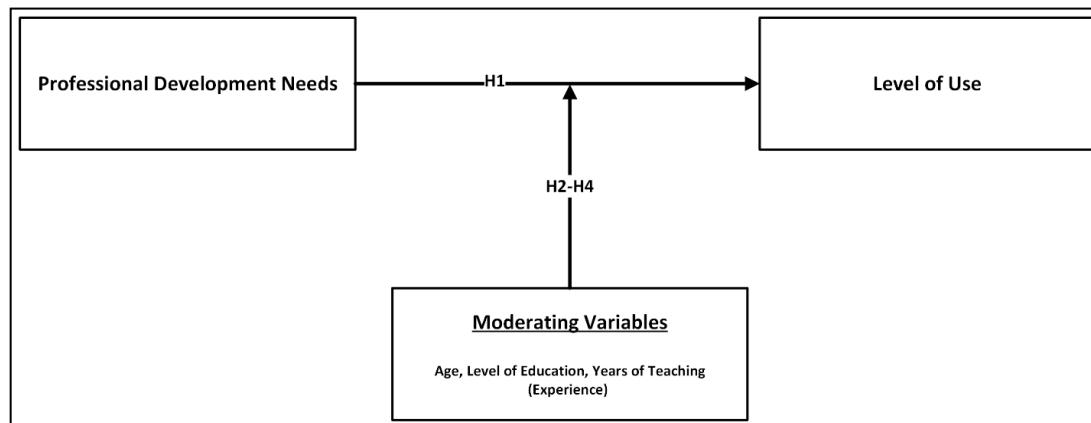 Professional Development Needs
H1
Level of Use
H2-H4
Moderating Variables
Age, Level of Education, Years of Teaching
(Experience)